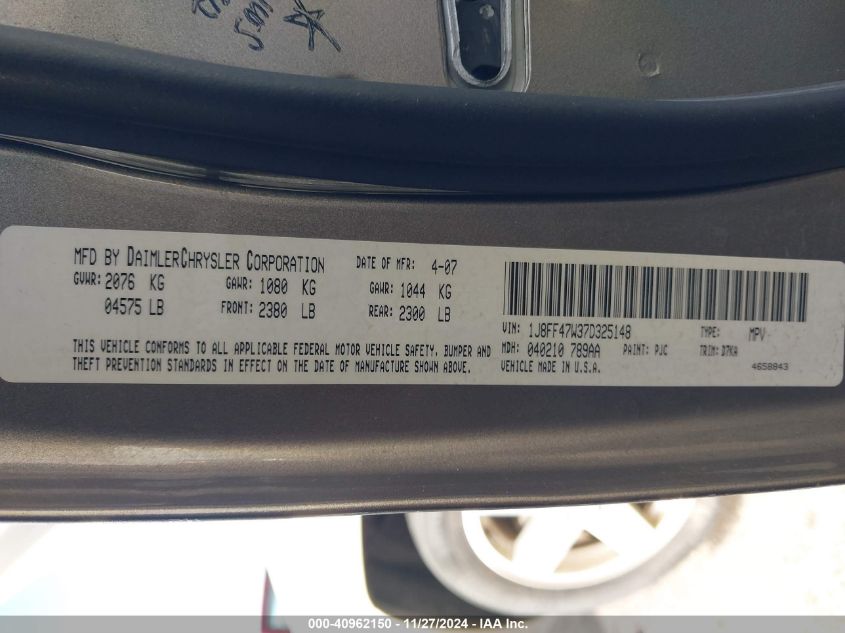 MFD BY DAIMLERCHRYSLER CORPORATION DATE OF MFR: 4-07
GVWR: 2076 KG GAWR: 1080 KG GAWR: 1044 KG
04575 LB FRONT: 2380 LB REAR: 2300 LB
THIS VEHICLE CONFORMS TO ALL APPLICABLE FEDERAL MOTOR VEHICLE SAFETY, BUMPER AND
THEFT PREVENTION STANDARDS IN EFFECT ON THE DATE OF MANUFACTURE SHOWN ABOVE.
VIN: 1J8FF47W37D325148 TYPE: MPV
MDH: 040210 789AA PAINT: PJC TRIM: D7KA
VEHICLE MADE IN U.S.A. 4658843
000-40962150 - 11/27/2024 - IAA Inc.